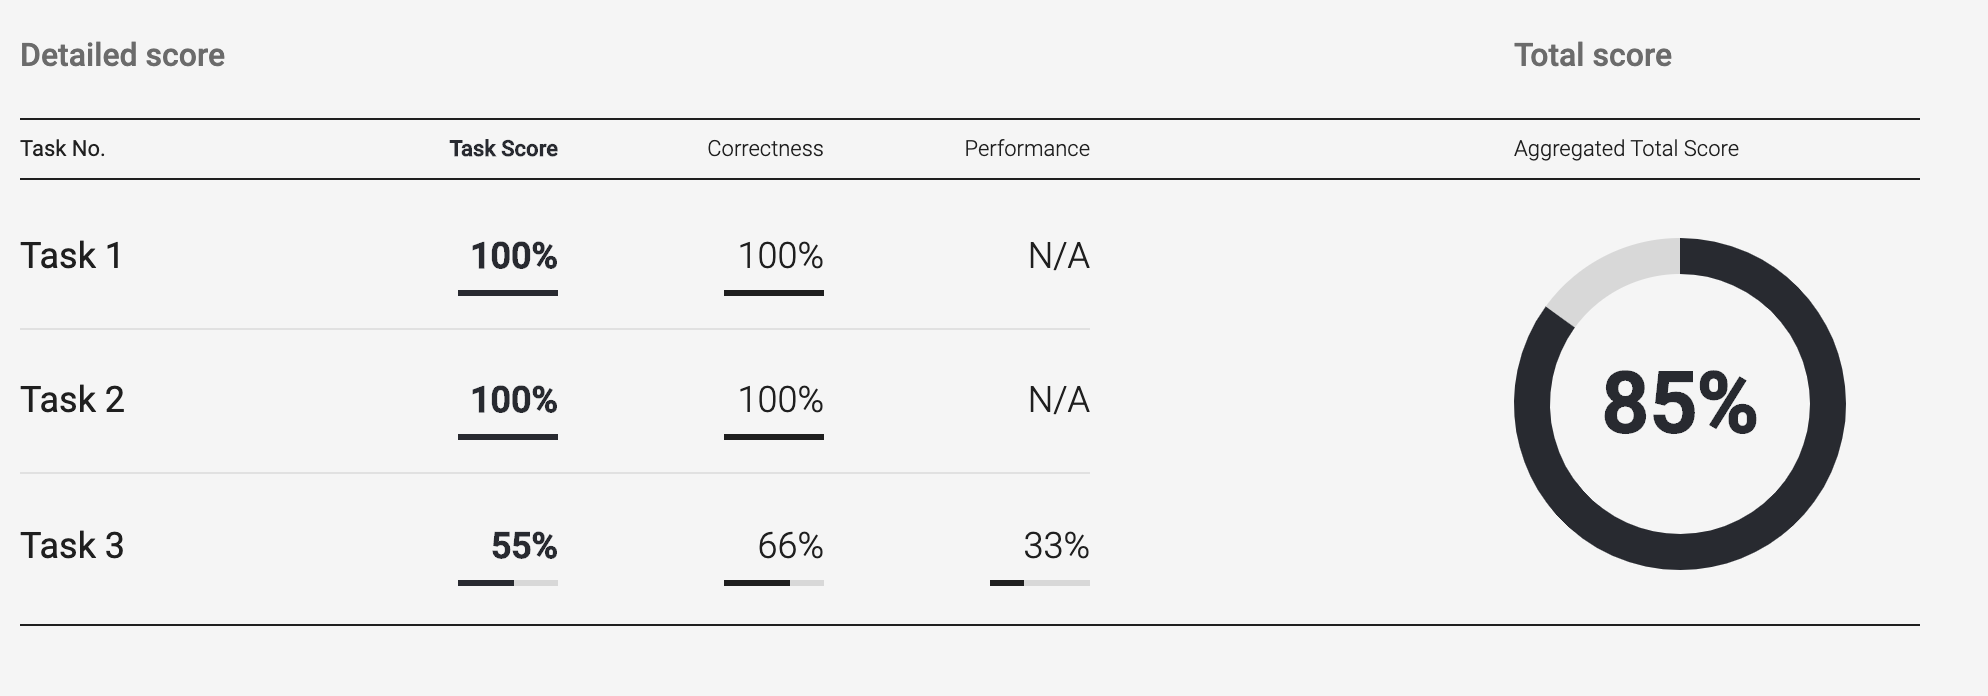 Detailed score
Total score
Task No. Task Score Correctness Performance Aggregated Total Score
Task 1 100% 100% N/A
Task 2 100% 100% N/A
85%
Task 3 55% 66% 33%